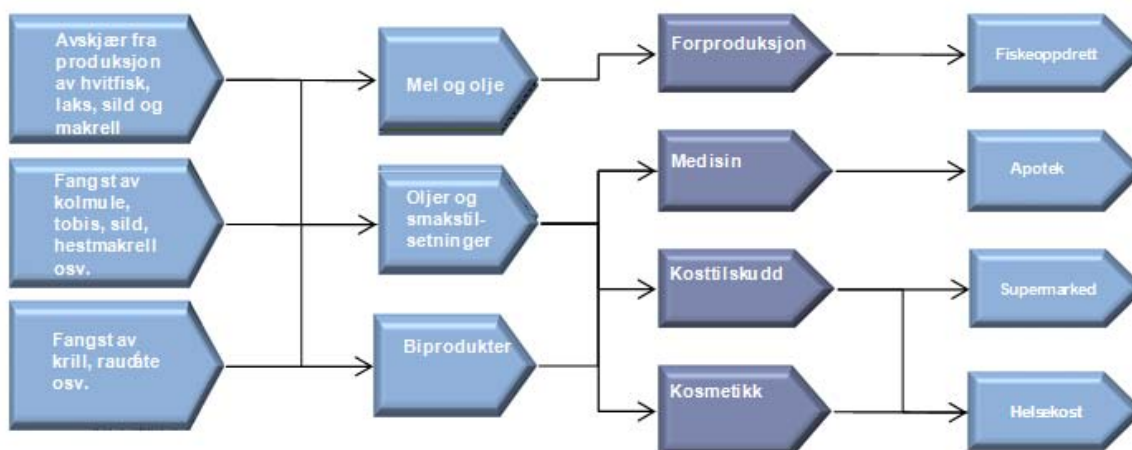 Avskjær fra
produksjon
av hvitfisk,
laks, sild og
makrell
Fangst av
kolmule,
tobis, sild,
hestmakrell
osv.
Fangst av
krill, raudåte
osv.
Mel og olje
Oljer og
smakstil-
setninger
Biprodukter
Forproduksjon
Medisin
Kosttilskudd
Kosmetikk
Fiskeoppdrett
Apotek
Supermarked
Helsekost